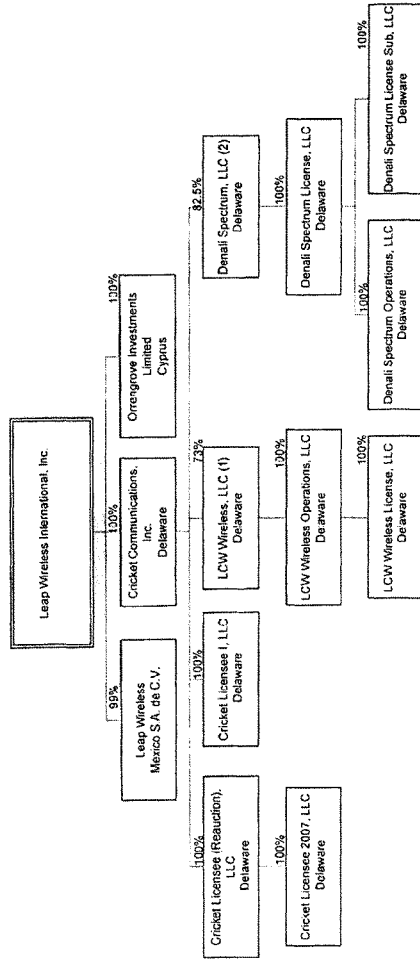 Leap Wireless International, Inc.
99%
Leap Wireless
Mexico S.A. de C.V.
100%
Cricket Communications,
Inc.
Delaware
100%
Orrengrove Investments
Limited
Cyprus
100%
Cricket Licensee (Reauction),
LLC
Delaware
100%
Cricket Licensee I, LLC
Delaware
73%
LCW Wireless, LLC (1)
Delaware
82.5%
Denali Spectrum, LLC (2)
Delaware
100%
Cricket Licensee 2007, LLC
Delaware
100%
LCW Wireless Operations, LLC
Delaware
100%
Denali Spectrum License, LLC
Delaware
100%
LCW Wireless License, LLC
Delaware
100%
Denali Spectrum Operations, LLC
Delaware
100%
Denali Spectrum License Sub, LLC
Delaware